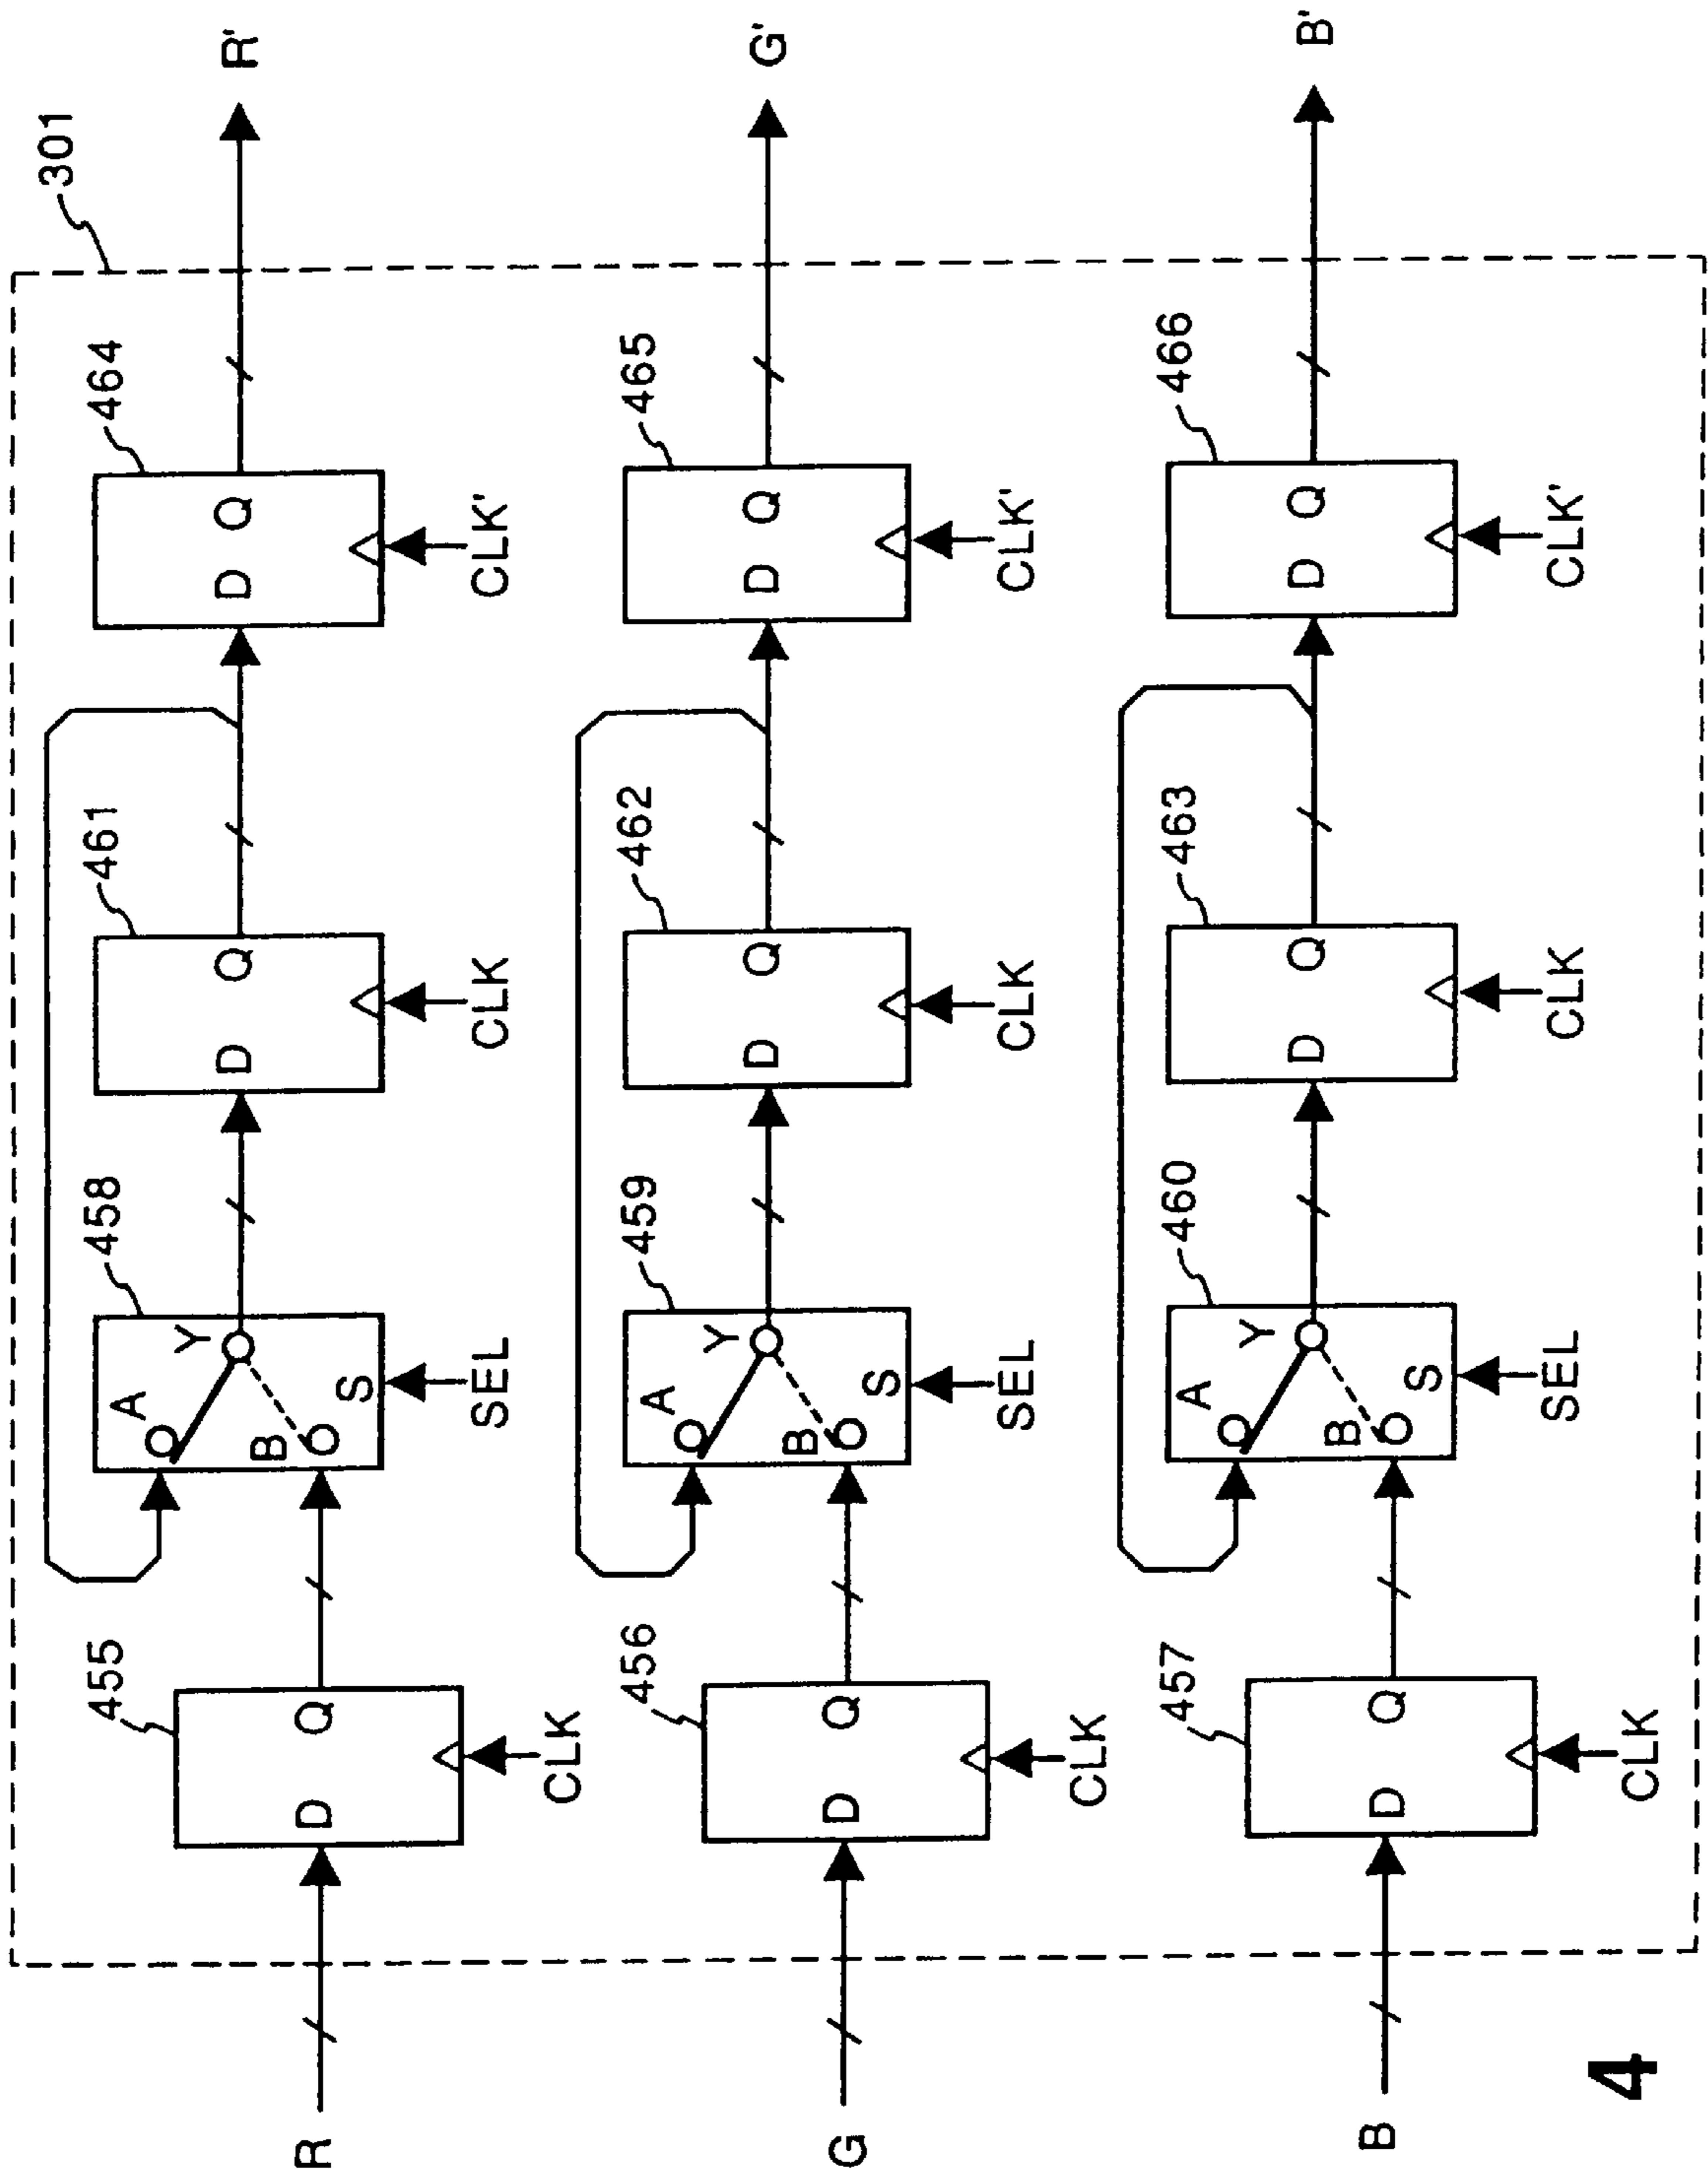 301
R
455
D Q
CLK
458
A
B
Y
S
SEL
461
D Q
CLK
464
D Q
CLK'
R'
G
456
D Q
CLK
459
A
B
Y
S
SEL
462
D Q
CLK
465
D Q
CLK'
G'
B
457
D Q
CLK
460
A
B
Y
S
SEL
463
D Q
CLK
466
D Q
CLK'
B'
4